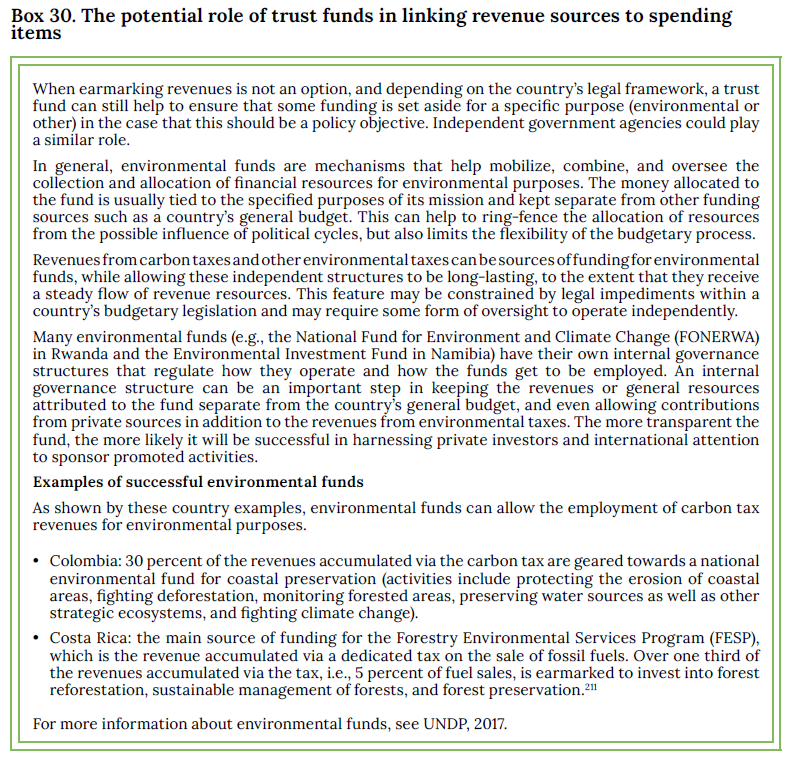 Box 30. The potential role of trust funds in linking revenue sources to spending
items
When earmarking revenues is not an option, and depending on the country's legal framework, a trust
fund can still help to ensure that some funding is set aside for a specific purpose (environmental or
other) in the case that this should be a policy objective. Independent government agencies could play
a similar role.
In general, environmental funds are mechanisms that help mobilize, combine, and oversee the
collection and allocation of financial resources for environmental purposes. The money allocated to
the fund is usually tied to the specified purposes of its mission and kept separate from other funding
sources such as a country's general budget. This can help to ring-fence the allocation of resources
from the possible influence of political cycles, but also limits the flexibility of the budgetary process.
Revenues from carbon taxes and other environmental taxes can be sources of funding for environmental
funds, while allowing these independent structures to be long-lasting, to the extent that they receive
a steady flow of revenue resources. This feature may be constrained by legal impediments within a
country's budgetary legislation and may require some form of oversight to operate independently.
Many environmental funds (e.g., the National Fund for Environment and Climate Change (FONERWA)
in Rwanda and the Environmental Investment Fund in Namibia) have their own internal governance
structures that regulate how they operate and how the funds get to be employed. An internal
governance structure can be an important step in keeping the revenues or general resources
attributed to the fund separate from the country's general budget, and even allowing contributions
from private sources in addition to the revenues from environmental taxes. The more transparent the
fund, the more likely it will be successful in harnessing private investors and international attention
to sponsor promoted activities.
Examples of successful environmental funds
As shown by these country examples, environmental funds can allow the employment of carbon tax
revenues for environmental purposes.
• Colombia: 30 percent of the revenues accumulated via the carbon tax are geared towards a national
environmental fund for coastal preservation (activities include protecting the erosion of coastal
areas, fighting deforestation, monitoring forested areas, preserving water sources as well as other
strategic ecosystems, and fighting climate change).
• Costa Rica: the main source of funding for the Forestry Environmental Services Program (FESP),
which is the revenue accumulated via a dedicated tax on the sale of fossil fuels. Over one third of
the revenues accumulated via the tax, i.e., 5 percent of fuel sales, is earmarked to invest into forest
reforestation, sustainable management of forests, and forest preservation.211
For more information about environmental funds, see UNDP, 2017.